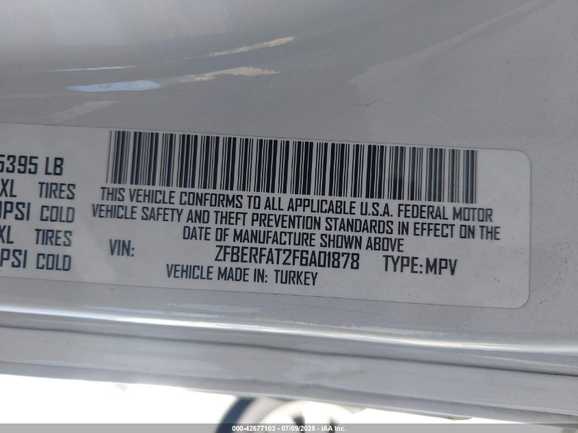 5395 LB
XL TIRES
PSI COLD
XL TIRES
PSI COLD
THIS VEHICLE CONFORMS TO ALL APPLICABLE U.S.A. FEDERAL MOTOR
VEHICLE SAFETY AND THEFT PREVENTION STANDARDS IN EFFECT ON THE
DATE OF MANUFACTURE SHOWN ABOVE
VIN: ZFBERFAT2F6A01878 TYPE: MPV
VEHICLE MADE IN: TURKEY
000-42677102 - 07/09/2025 - IAA Inc.